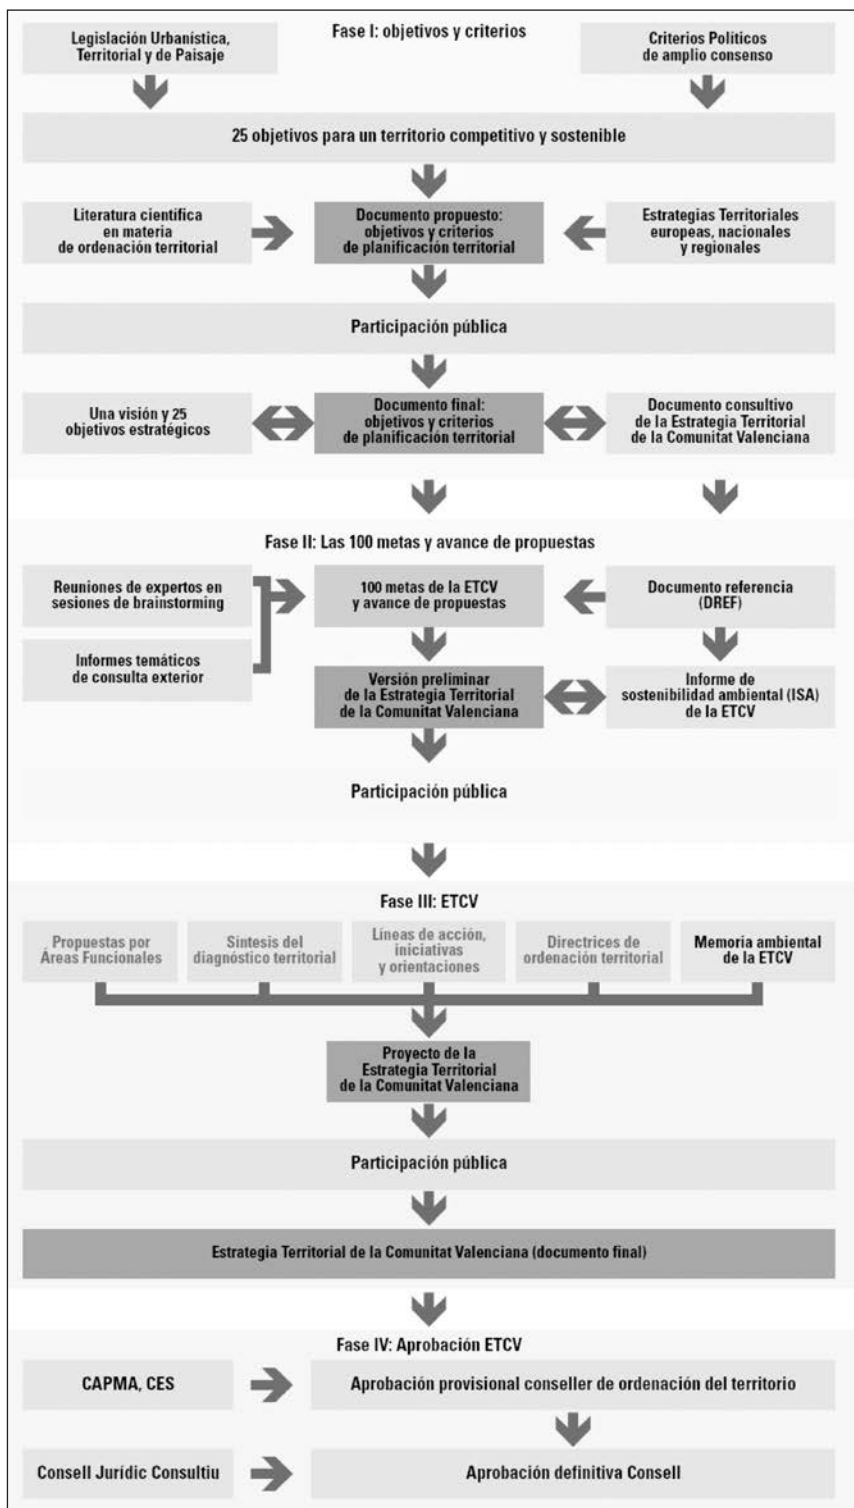 Fase I: objetivos y criterios
Legislación Urbanística,
Territorial y de Paisaje
Criterios Políticos
de amplio consenso
25 objetivos para un territorio competitivo y sostenible
Literatura científica
en materia
de ordenación territorial
Documento propuesto:
objetivos y criterios
de planificación territorial
Estrategias Territoriales
europeas, nacionales
y regionales
Participación pública
Una visión y 25
objetivos estratégicos
Documento final:
objetivos y criterios
de planificación territorial
Documento consultivo
de la Estrategia Territorial
de la Comunitat Valenciana
Fase II: Las 100 metas y avance de propuestas
Reuniones de expertos en
sesiones de brainstorming
100 metas de la ETCV
y avance de propuestas
Documento referencia
(DREF)
Informes temáticos
de consulta exterior
Versión preliminar
de la Estrategia Territorial
de la Comunitat Valenciana
Informe de
sostenibilidad ambiental (ISA)
de la ETCV
Participación pública
Fase III: ETCV
Propuestas por
Áreas Funcionales
Síntesis del
diagnóstico territorial
Líneas de acción,
iniciativas
y orientaciones
Directrices de
ordenación territorial
Memoria ambiental
de la ETCV
Proyecto de la
Estrategia Territorial
de la Comunitat Valenciana
Participación pública
Estrategia Territorial de la Comunitat Valenciana (documento final)
Fase IV: Aprobación ETCV
CAPMA, CES
Aprobación provisional conseller de ordenación del territorio
Consell Jurídic Consultiu
Aprobación definitiva Consell